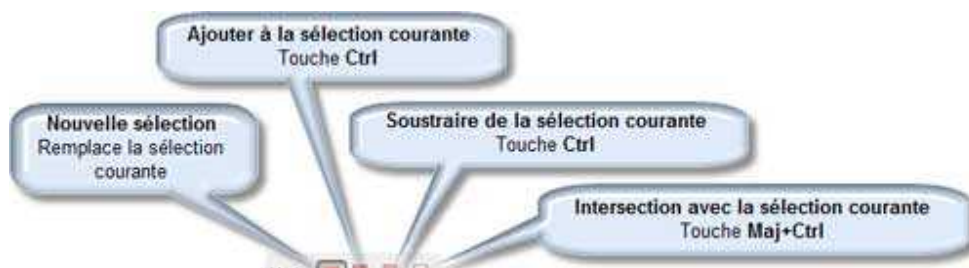 Ajouter à la sélection courante
Touche Ctrl
Nouvelle sélection
Remplace la sélection
courante
Soustraire de la sélection courante
Touche Ctrl
Intersection avec la sélection courante
Touche Maj+Ctrl